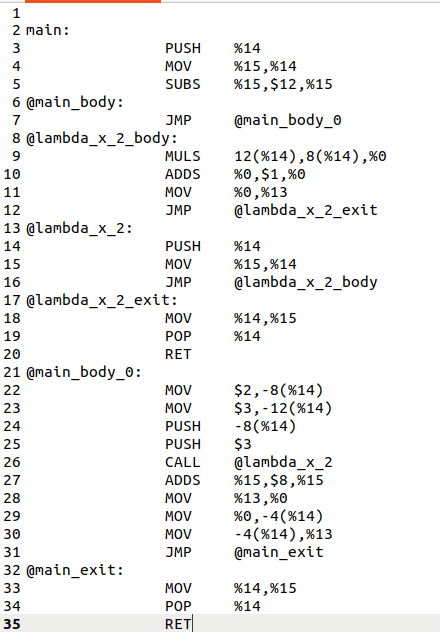 1
2 main:
3 PUSH %14
4 MOV %15,%14
5 SUBS %15,$12,%15
6 @main_body:
7 JMP @main_body_0
8 @lambda_x_2_body:
9 MULS 12(%14),8(%14),%0
10 ADDS %0,$1,%0
11 MOV %0,%13
12 JMP @lambda_x_2_exit
13 @lambda_x_2:
14 PUSH %14
15 MOV %15,%14
16 JMP @lambda_x_2_body
17 @lambda_x_2_exit:
18 MOV %14,%15
19 POP %14
20 RET
21 @main_body_0:
22 MOV $2,-8(%14)
23 MOV $3,-12(%14)
24 PUSH -8(%14)
25 PUSH $3
26 CALL @lambda_x_2
27 ADDS %15,$8,%15
28 MOV %13,%0
29 MOV %0,-4(%14)
30 MOV -4(%14),%13
31 JMP @main_exit
32 @main_exit:
33 MOV %14,%15
34 POP %14
35 RET